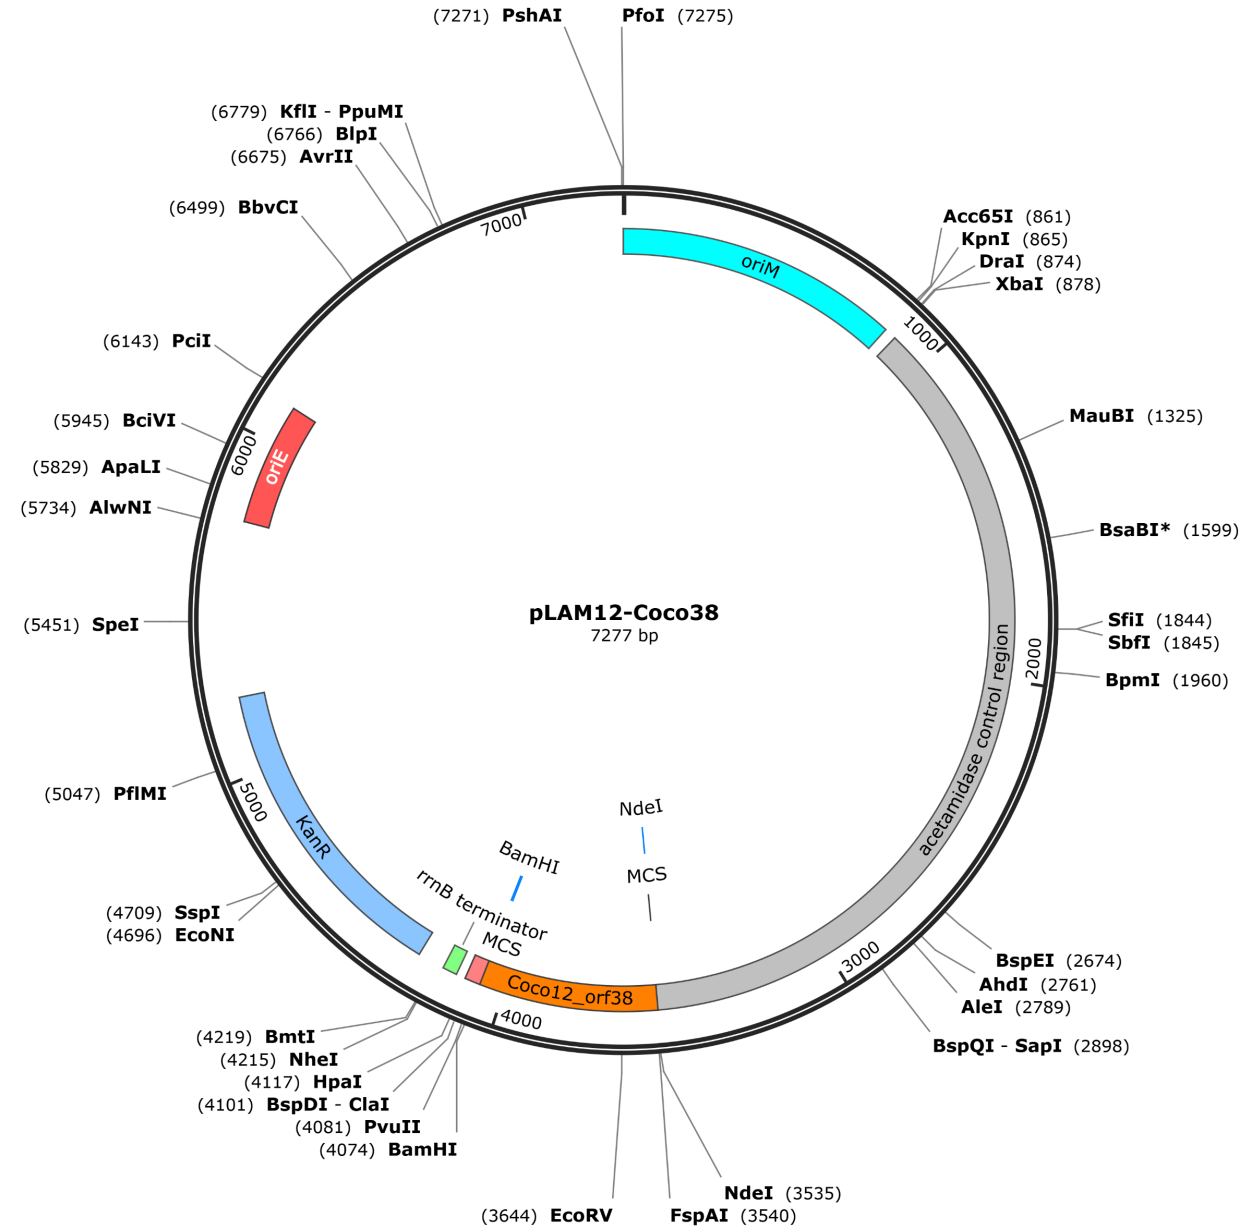 (7271) PshAI
PfoI (7275)
(6779) KflI - PpuMI
(6766) BlpI
(6675) AvrII
(6499) BbvCI
7000
oriM
Acc65I (861)
KpnI (865)
DraI (874)
XbaI (878)
1000
(6143) PciI
MauBI (1325)
(5945) BciVI
6000
oriE
(5829) ApaLI
(5734) AlwNI
BsaBI* (1599)
pLAM12-Coco38
7277 bp
(5451) SpeI
SfiI (1844)
SbfI (1845)
2000
BpmI (1960)
acetamidase control region
(5047) PflMI
5000
KanR
NdeI
BamHI
MCS
rrnB terminator
MCS
(4709) SspI
(4696) EcoNI
3000
BspEI (2674)
AhdI (2761)
AleI (2789)
BspQI - SapI (2898)
Coco12_orf38
4000
(4219) BmtI
(4215) NheI
(4117) HpaI
(4101) BspDI - ClaI
(4081) PvuII
(4074) BamHI
NdeI (3535)
(3644) EcoRV
FspAI (3540)